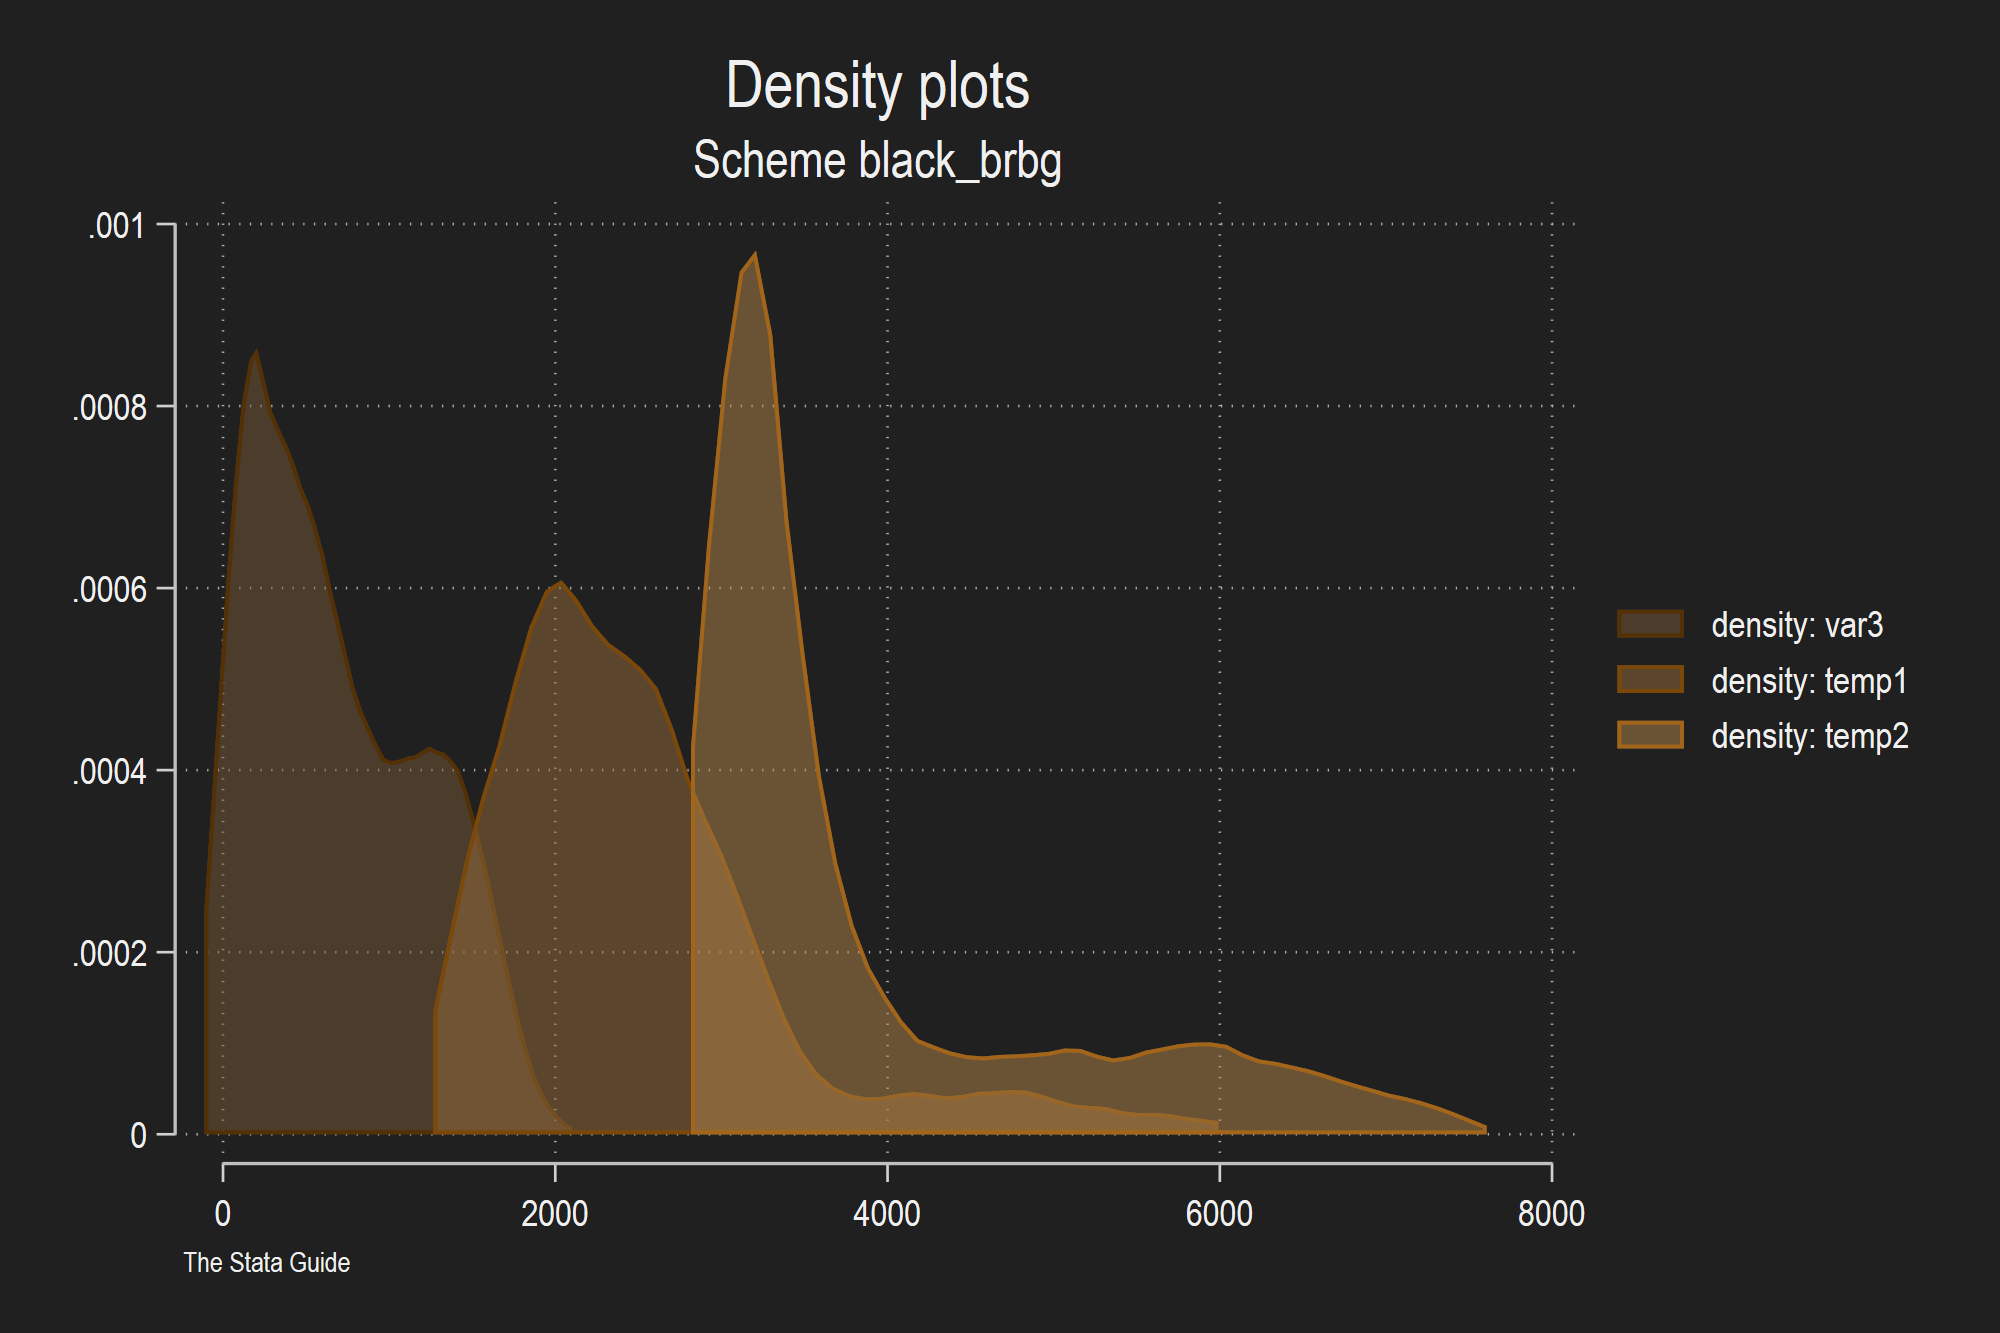 Density plots
Scheme black_brbg
.001
.0008
.0006
.0004
.0002
0
0 2000 4000 6000 8000
density: var3
density: temp1
density: temp2
The Stata Guide